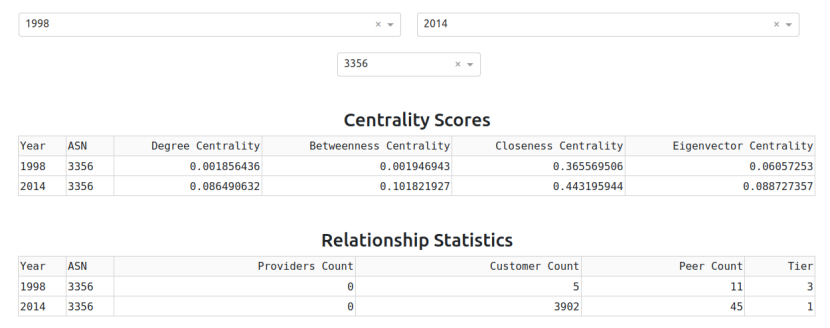 1998 × 2014 ×
3356 ×
Centrality Scores
Year ASN Degree Centrality Betweenness Centrality Closeness Centrality Eigenvector Centrality
1998 3356 0.001856436 0.001946943 0.365569506 0.06057253
2014 3356 0.086490632 0.101821927 0.443195944 0.088727357
Relationship Statistics
Year ASN Providers Count Customer Count Peer Count Tier
1998 3356 0 5 11 3
2014 3356 0 3902 45 1